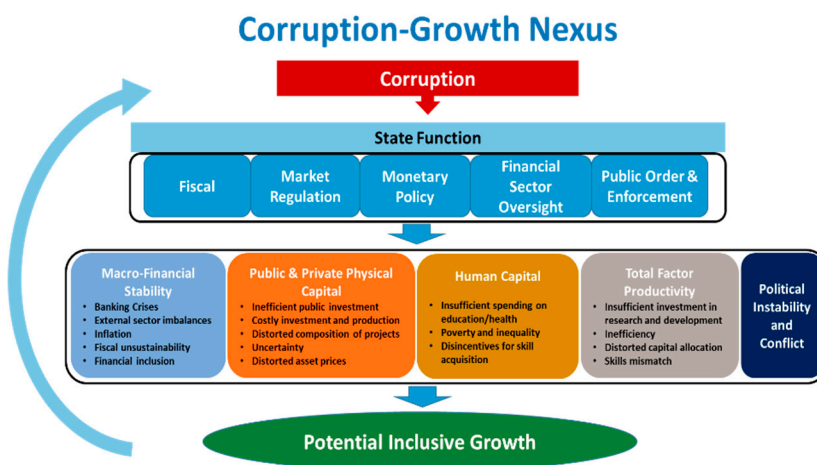 Corruption-Growth Nexus
Corruption
State Function
Fiscal
Market
Regulation
Monetary
Policy
Financial
Sector
Oversight
Public Order &
Enforcement
Macro-Financial
Stability
• Banking Crises
• External sector imbalances
• Inflation
• Fiscal unsustainability
• Financial inclusion
Public & Private Physical
Capital
• Inefficient public investment
• Costly investment and production
• Distorted composition of projects
• Uncertainty
• Distorted asset prices
Human Capital
• Insufficient spending on
education/health
• Poverty and inequality
• Disincentives for skill
acquisition
Total Factor
Productivity
• Insufficient investment in
research and development
• Inefficiency
• Distorted capital allocation
• Skills mismatch
Political
Instability
and
Conflict
Potential Inclusive Growth